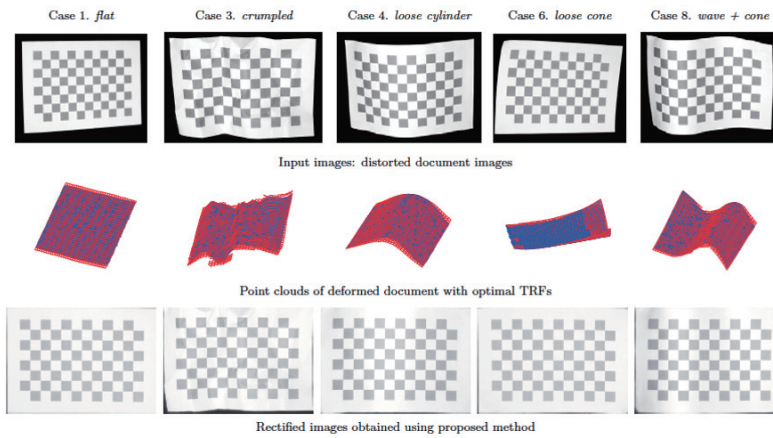 Case 1. flat
Case 3. crumpled
Case 4. loose cylinder
Case 6. loose cone
Case 8. wave + cone
Input images: distorted document images
Point clouds of deformed document with optimal TRFs
Rectified images obtained using proposed method